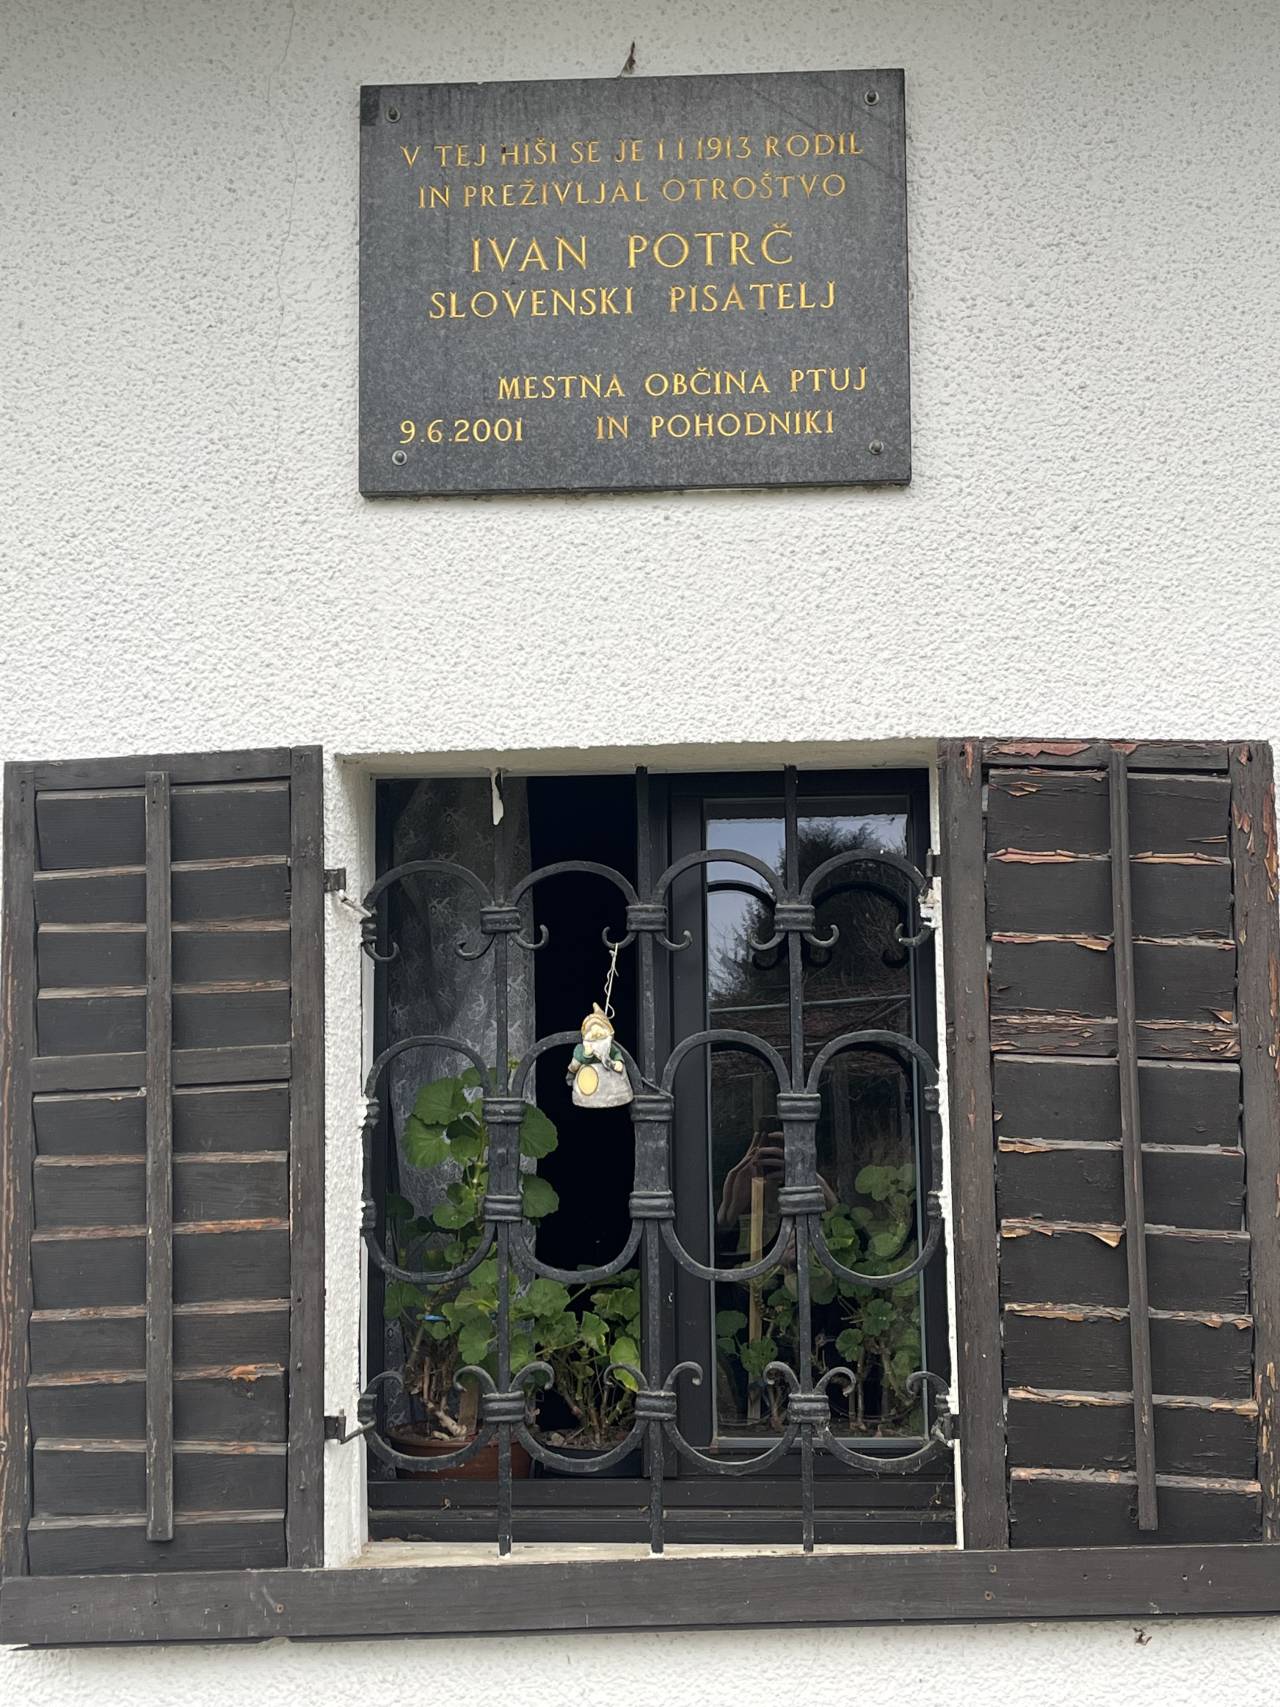 V TEJ HIŠI SE JE 1.1.1913 RODIL
IN PREŽIVLJAL OTROŠTVO
IVAN POTRČ
SLOVENSKI PISATELJ
MESTNA OBČINA PTUJ
9.6.2001 IN POHODNIKI